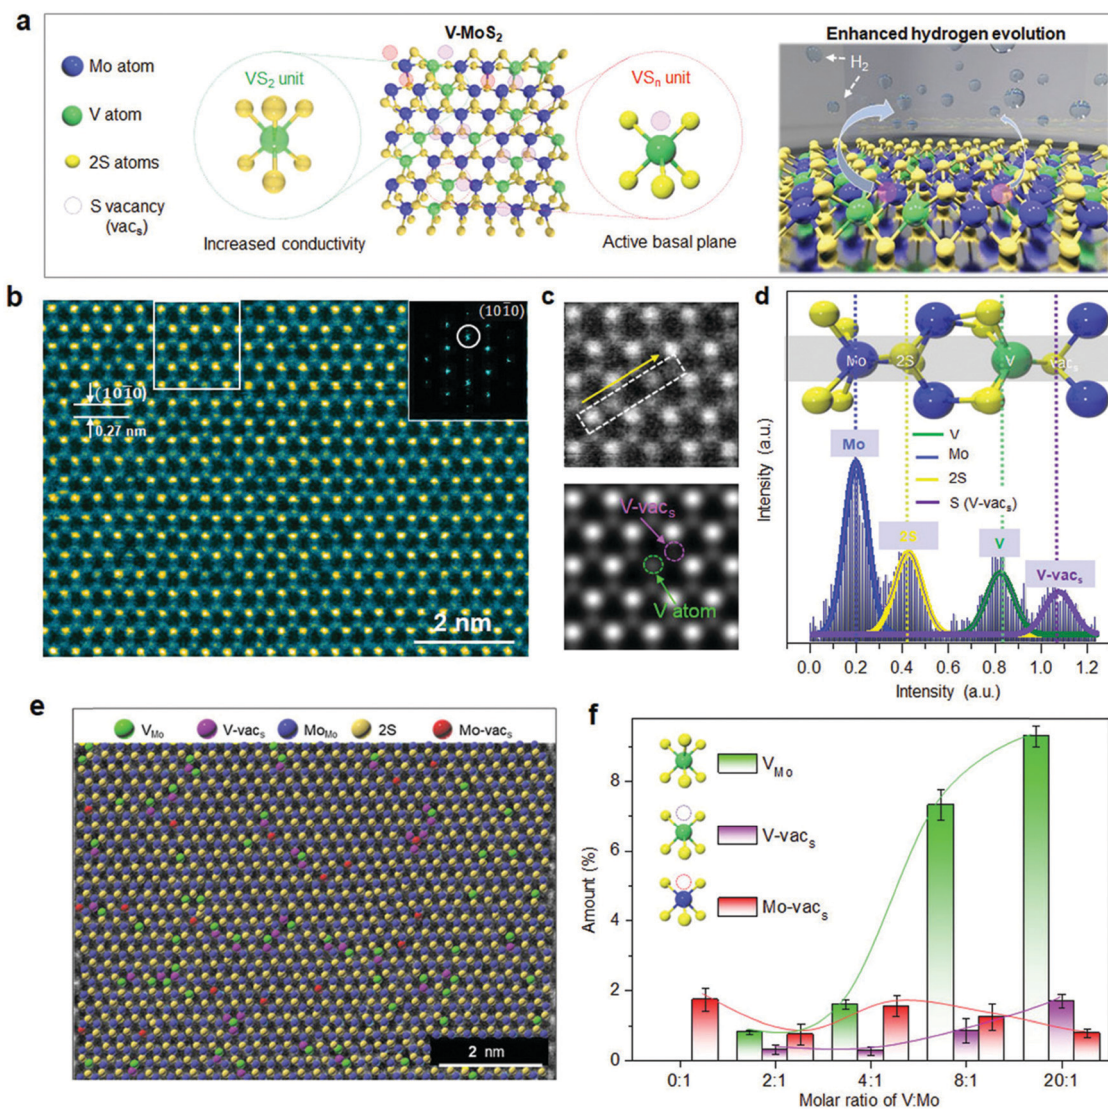 a
V-MoS₂
Enhanced hydrogen evolution
Mo atom
V atom
2S atoms
S vacancy
(vacₛ)
VS₂ unit
Increased conductivity
VSₙ unit
Active basal plane
H₂
b
(101̄0)
(101̄0)
0.27 nm
2 nm
c
V-vacₛ
V atom
d
Mo
2S
V
vacₛ
V
Mo
2S
S (V-vacₛ)
Mo
2S
V
V-vacₛ
Intensity (a.u.)
0.0 0.2 0.4 0.6 0.8 1.0 1.2
Intensity (a.u.)
e
V_Mo V-vacₛ Mo_Mo 2S Mo-vacₛ
2 nm
f
V_Mo
V-vacₛ
Mo-vacₛ
Amount (%)
8
6
4
2
0
0:1 2:1 4:1 8:1 20:1
Molar ratio of V:Mo